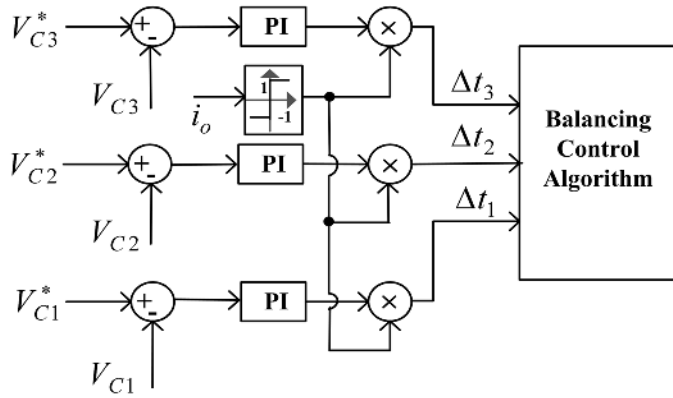 V*C3
+
-
PI
×
VC3
io
1
-1
Δt3
V*C2
+
-
PI
×
Δt2
Balancing
Control
Algorithm
VC2
Δt1
V*C1
+
-
PI
×
VC1